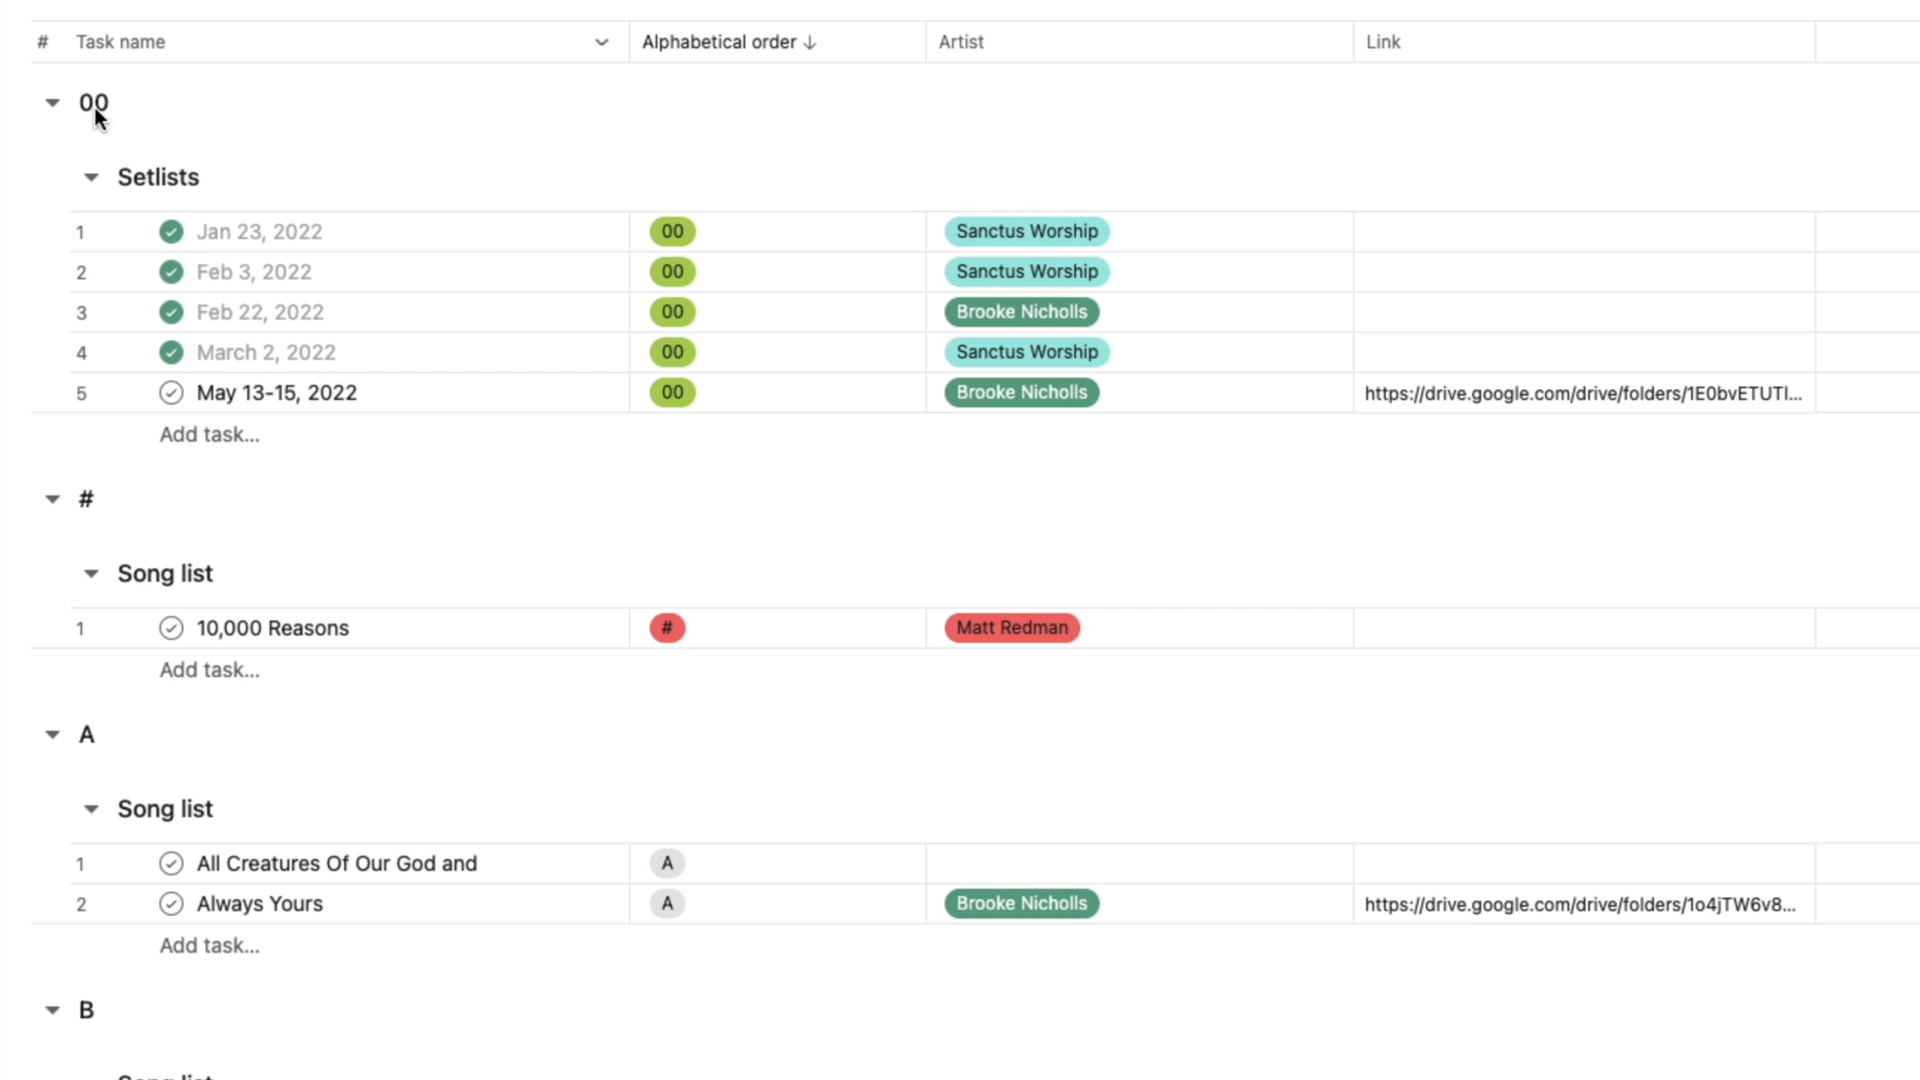 # Task name Alphabetical order ↓ Artist Link
00
Setlists
1 Jan 23, 2022 00 Sanctus Worship
2 Feb 3, 2022 00 Sanctus Worship
3 Feb 22, 2022 00 Brooke Nicholls
4 March 2, 2022 00 Sanctus Worship
5 May 13-15, 2022 00 Brooke Nicholls https://drive.google.com/drive/folders/1E0bvETUTI...
Add task...
#
Song list
1 10,000 Reasons # Matt Redman
Add task...
A
Song list
1 All Creatures Of Our God and A
2 Always Yours A Brooke Nicholls https://drive.google.com/drive/folders/1o4jTW6v8...
Add task...
B
Song list